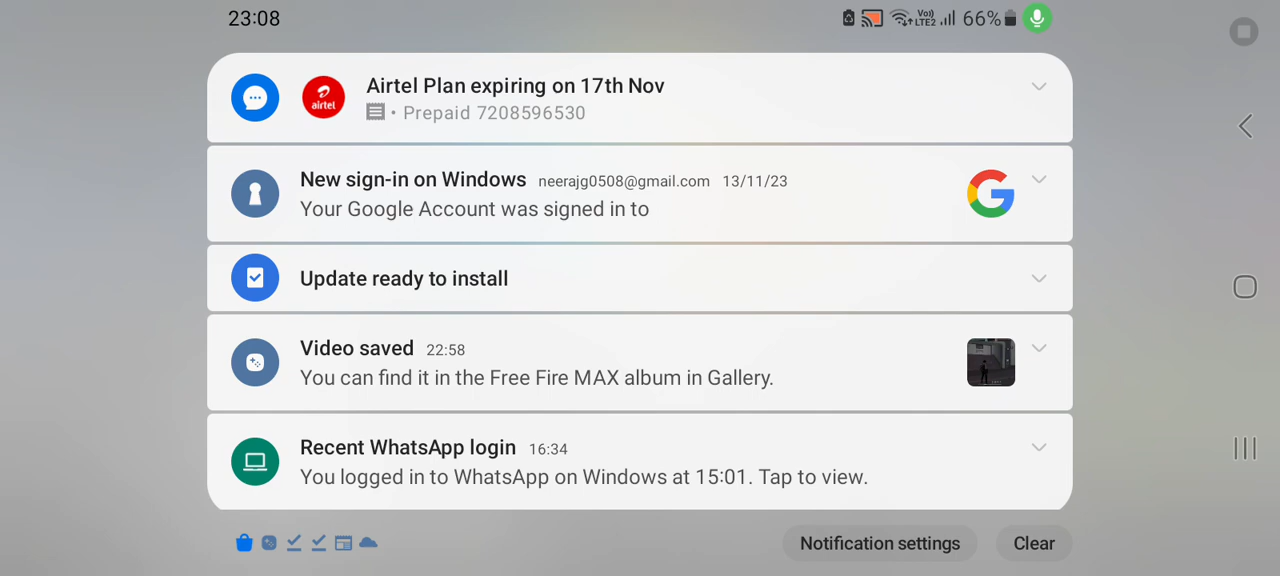 23:08
Vo))
LTE2
66%
Airtel Plan expiring on 17th Nov
airtel
• Prepaid 7208596530
New sign-in on Windows neerajg0508@gmail.com 13/11/23
Your Google Account was signed in to
Update ready to install
Video saved 22:58
You can find it in the Free Fire MAX album in Gallery.
Recent WhatsApp login 16:34
You logged in to WhatsApp on Windows at 15:01. Tap to view.
Notification settings
Clear